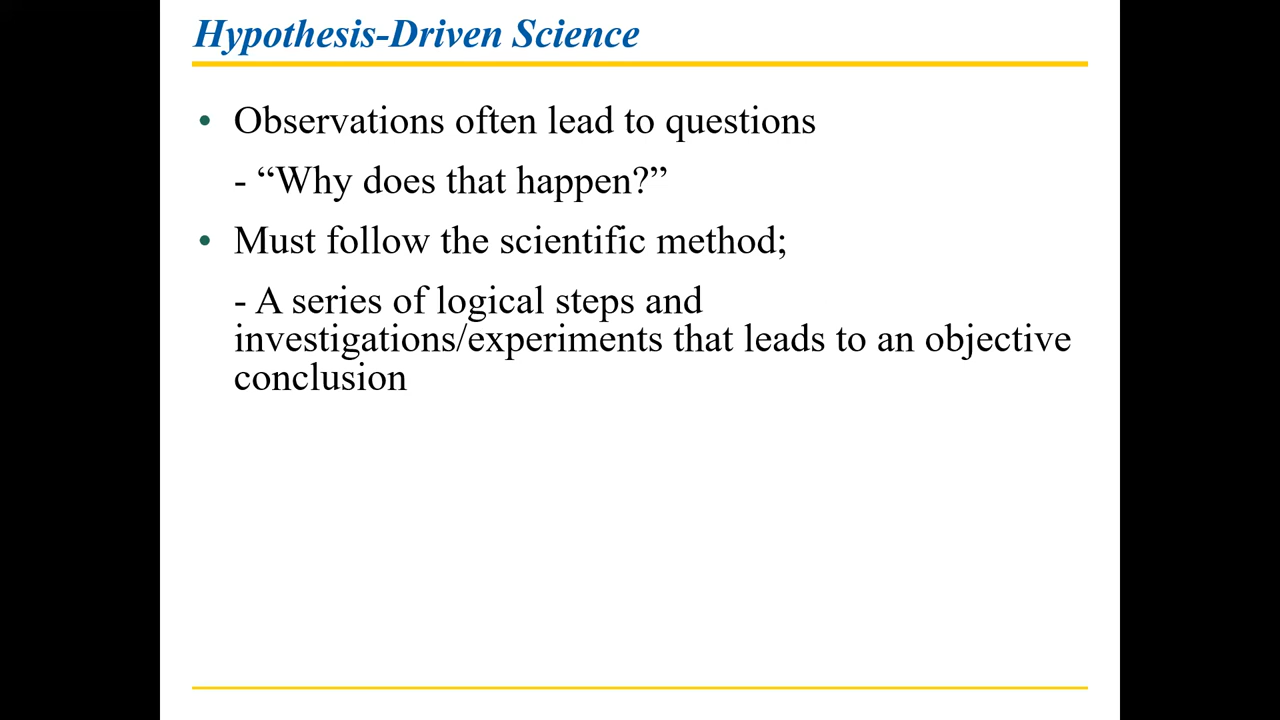 Hypothesis-Driven Science
• Observations often lead to questions
- “Why does that happen?”
• Must follow the scientific method;
- A series of logical steps and
investigations/experiments that leads to an objective
conclusion